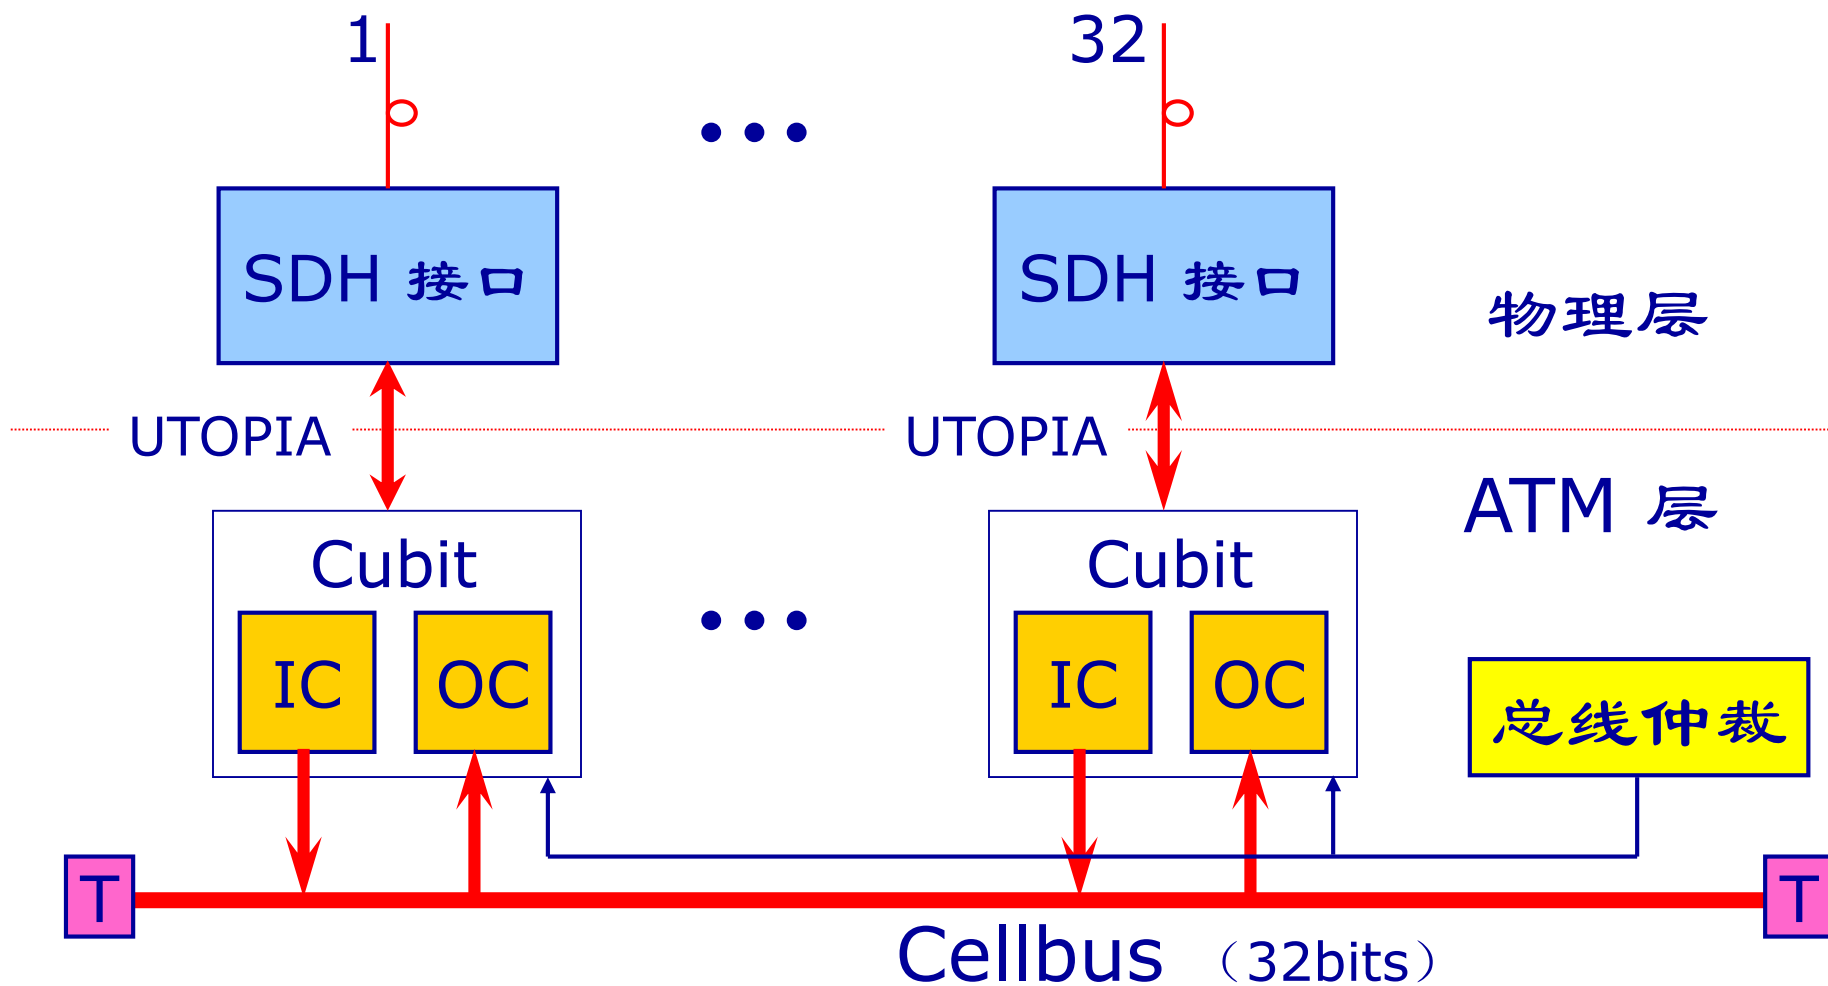 1
32
SDH 接口
SDH 接口
物理层
UTOPIA
UTOPIA
ATM 层
Cubit
Cubit
IC
OC
IC
OC
总线仲裁
T
T
Cellbus （32bits）